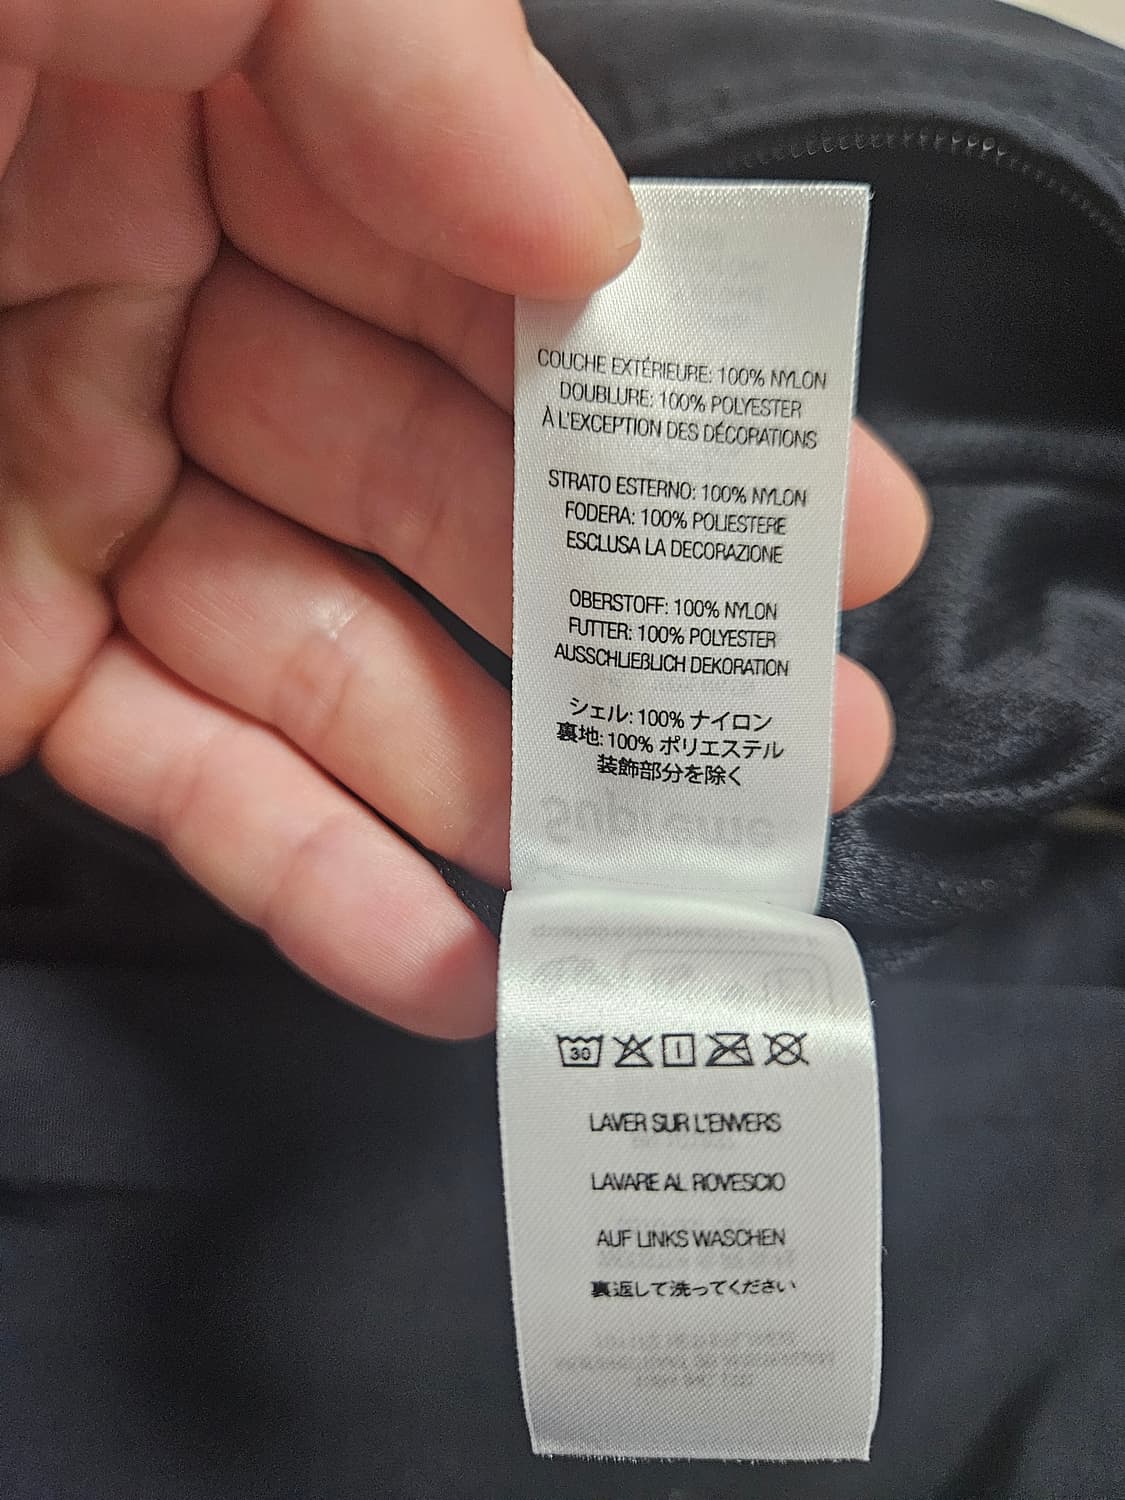 COUCHE EXTÉRIEURE: 100% NYLON
DOUBLURE: 100% POLYESTER
À L'EXCEPTION DES DÉCORATIONS
STRATO ESTERNO: 100% NYLON
FODERA: 100% POLIESTERE
ESCLUSA LA DECORAZIONE
OBERSTOFF: 100% NYLON
FUTTER: 100% POLYESTER
AUSSCHLIEßLICH DEKORATION
シェル: 100% ナイロン
裏地: 100% ポリエステル
装飾部分を除く
30
LAVER SUR L'ENVERS
LAVARE AL ROVESCIO
AUF LINKS WASCHEN
裏返して洗ってください